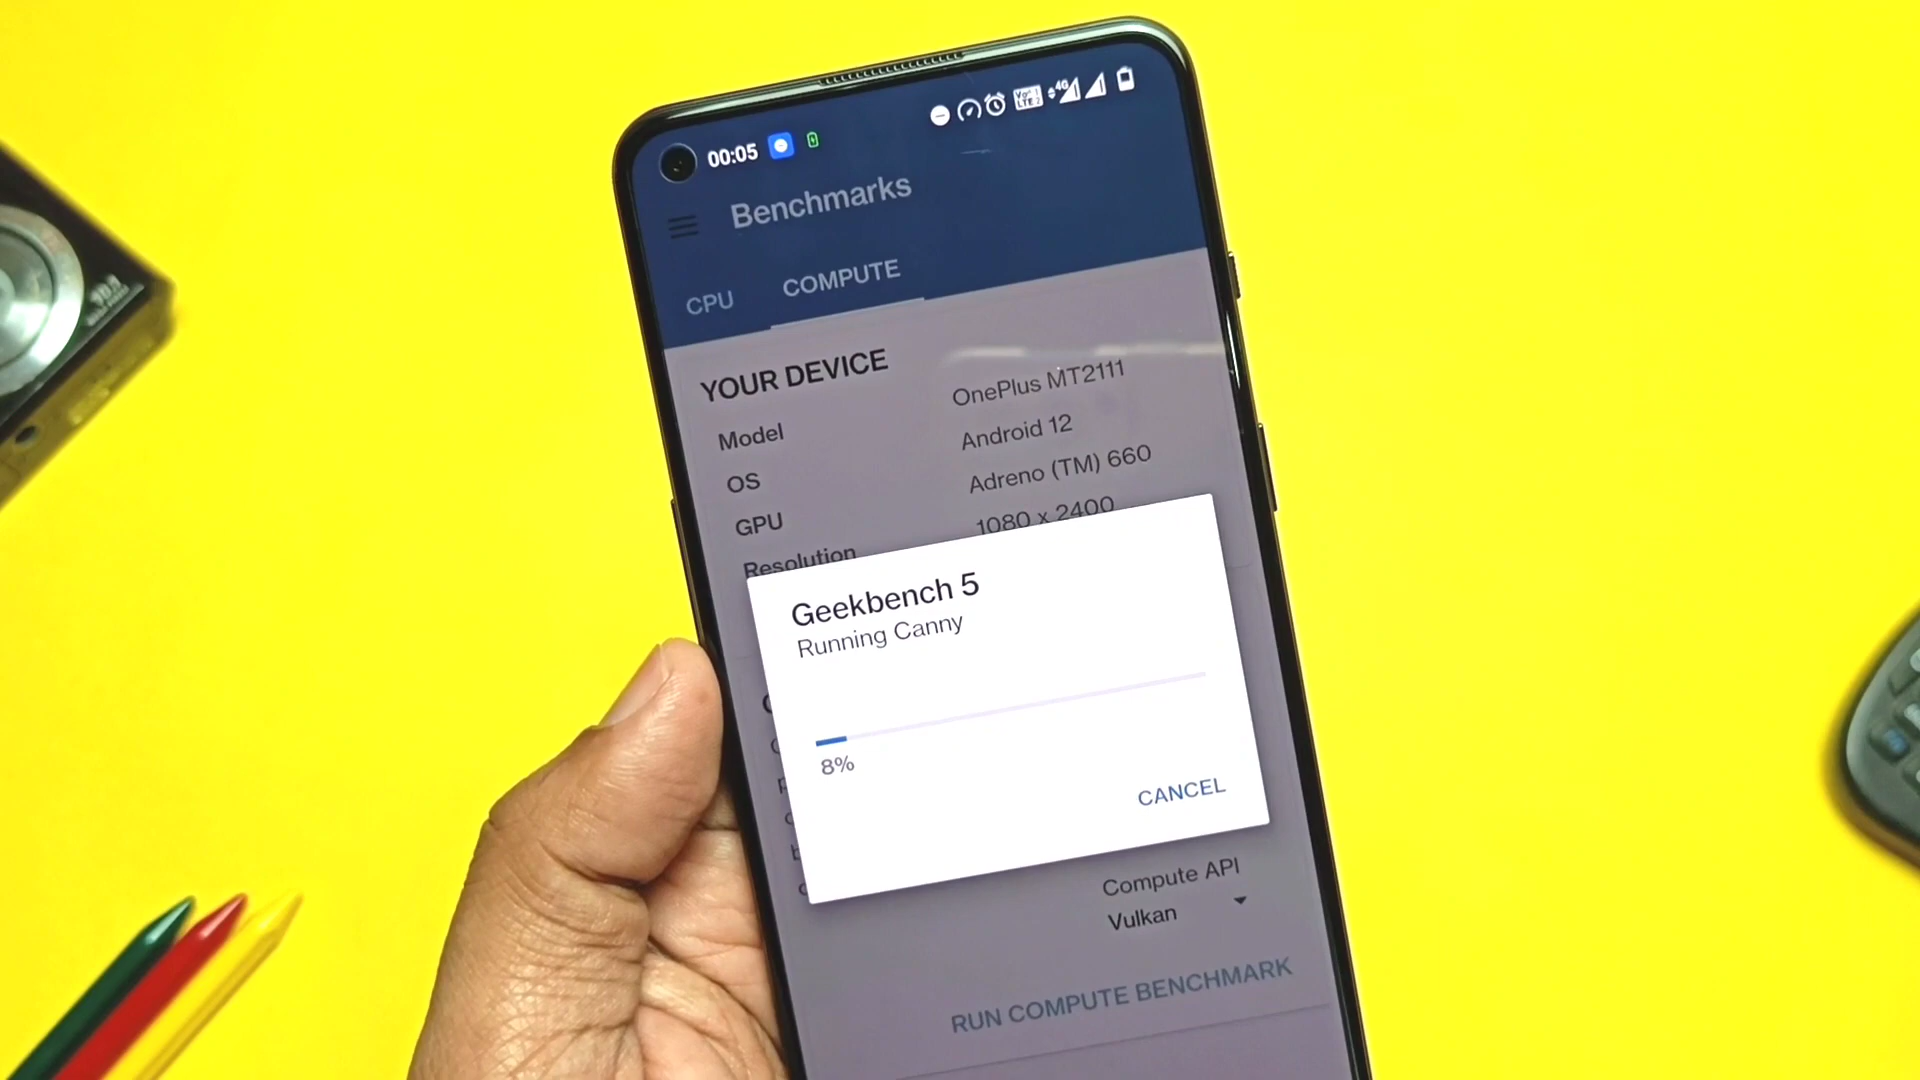 00:05
4G
Benchmarks
CPU COMPUTE
YOUR DEVICE
Model OnePlus MT2111
OS Android 12
GPU Adreno (TM) 660
Resolution 1080 x 2400
Geekbench 5
Running Canny
8%
CANCEL
Compute API
Vulkan
RUN COMPUTE BENCHMARK